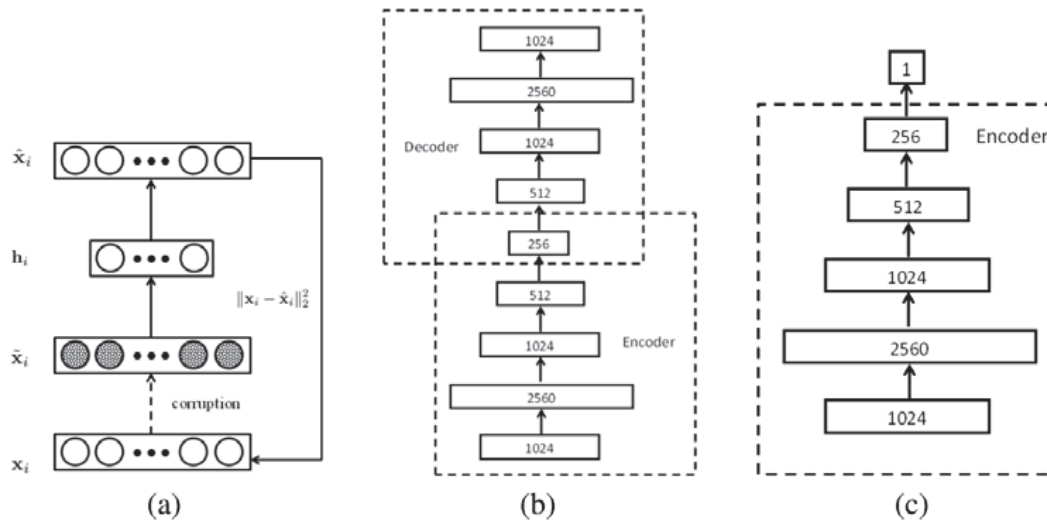 x̂ᵢ
hᵢ
‖xᵢ − x̂ᵢ‖₂²
x̃ᵢ
corruption
xᵢ
(a)
1024
2560
Decoder
1024
512
256
512
1024
Encoder
2560
1024
(b)
1
256
Encoder
512
1024
2560
1024
(c)